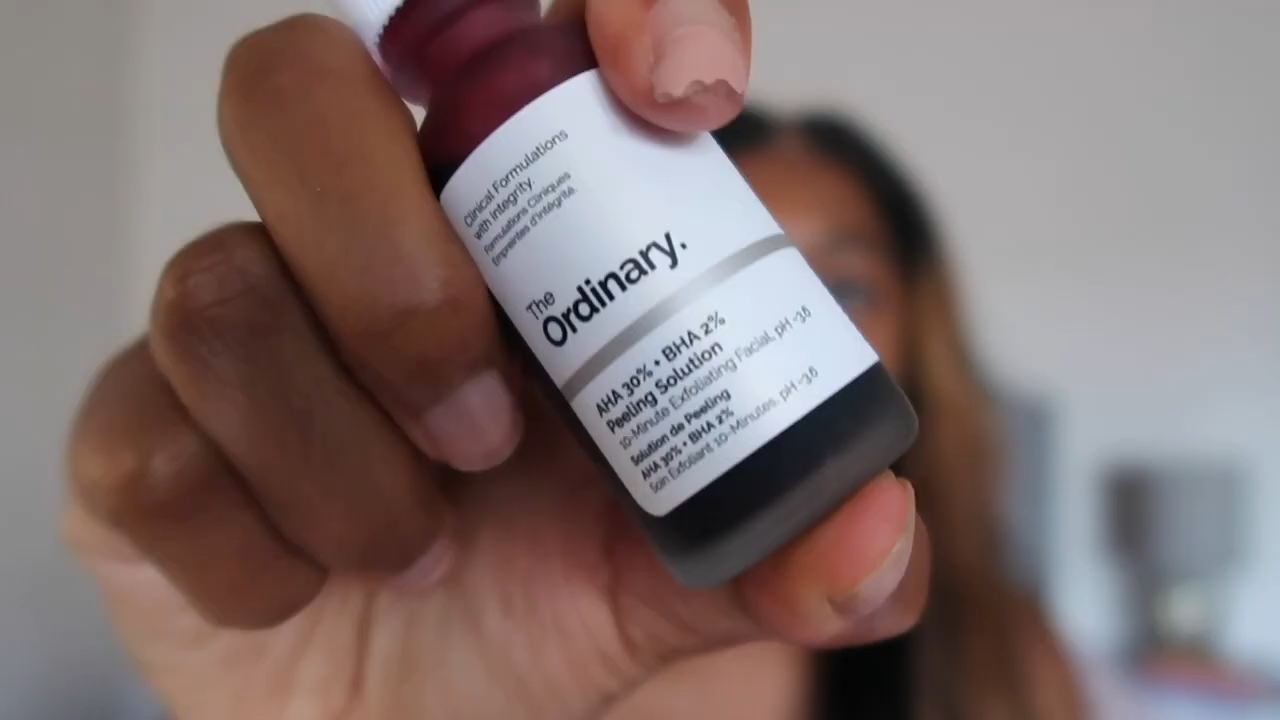 Clinical Formulations
with Integrity.
Formulations Cliniques
Empreintes d'intégrité.
The
Ordinary.
AHA 30% + BHA 2%
Peeling Solution
10-Minute Exfoliating Facial, pH ~3.6
Solution de Peeling
AHA 30% + BHA 2%
Soin Exfoliant 10-Minutes, pH ~3.6